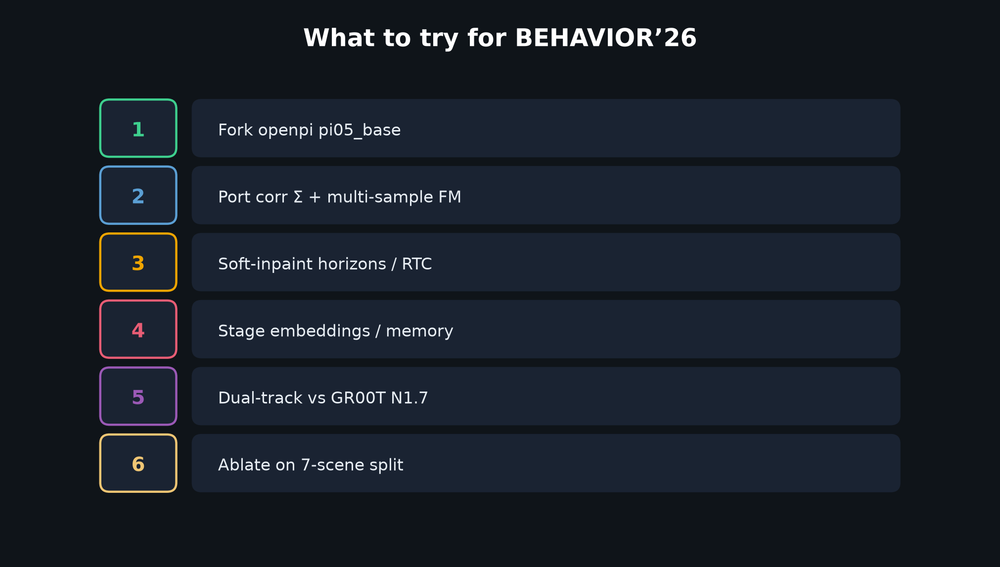 What to try for BEHAVIOR’26
1
Fork openpi pi05_base
2
Port corr Σ + multi-sample FM
3
Soft-inpaint horizons / RTC
4
Stage embeddings / memory
5
Dual-track vs GR00T N1.7
6
Ablate on 7-scene split